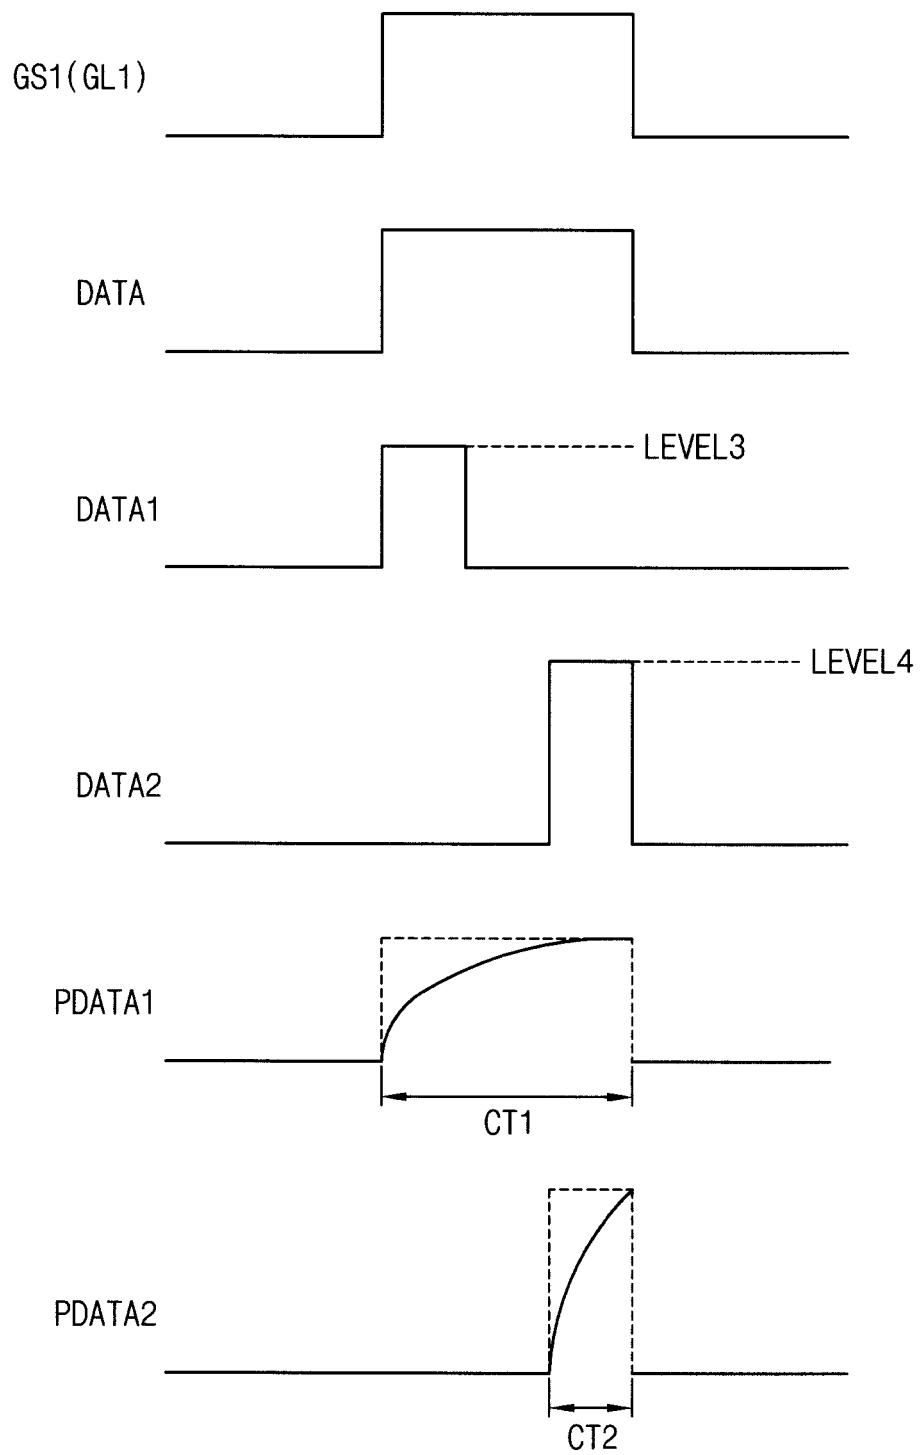 GS1(GL1)
DATA
LEVEL3
DATA1
LEVEL4
DATA2
PDATA1
CT1
PDATA2
CT2